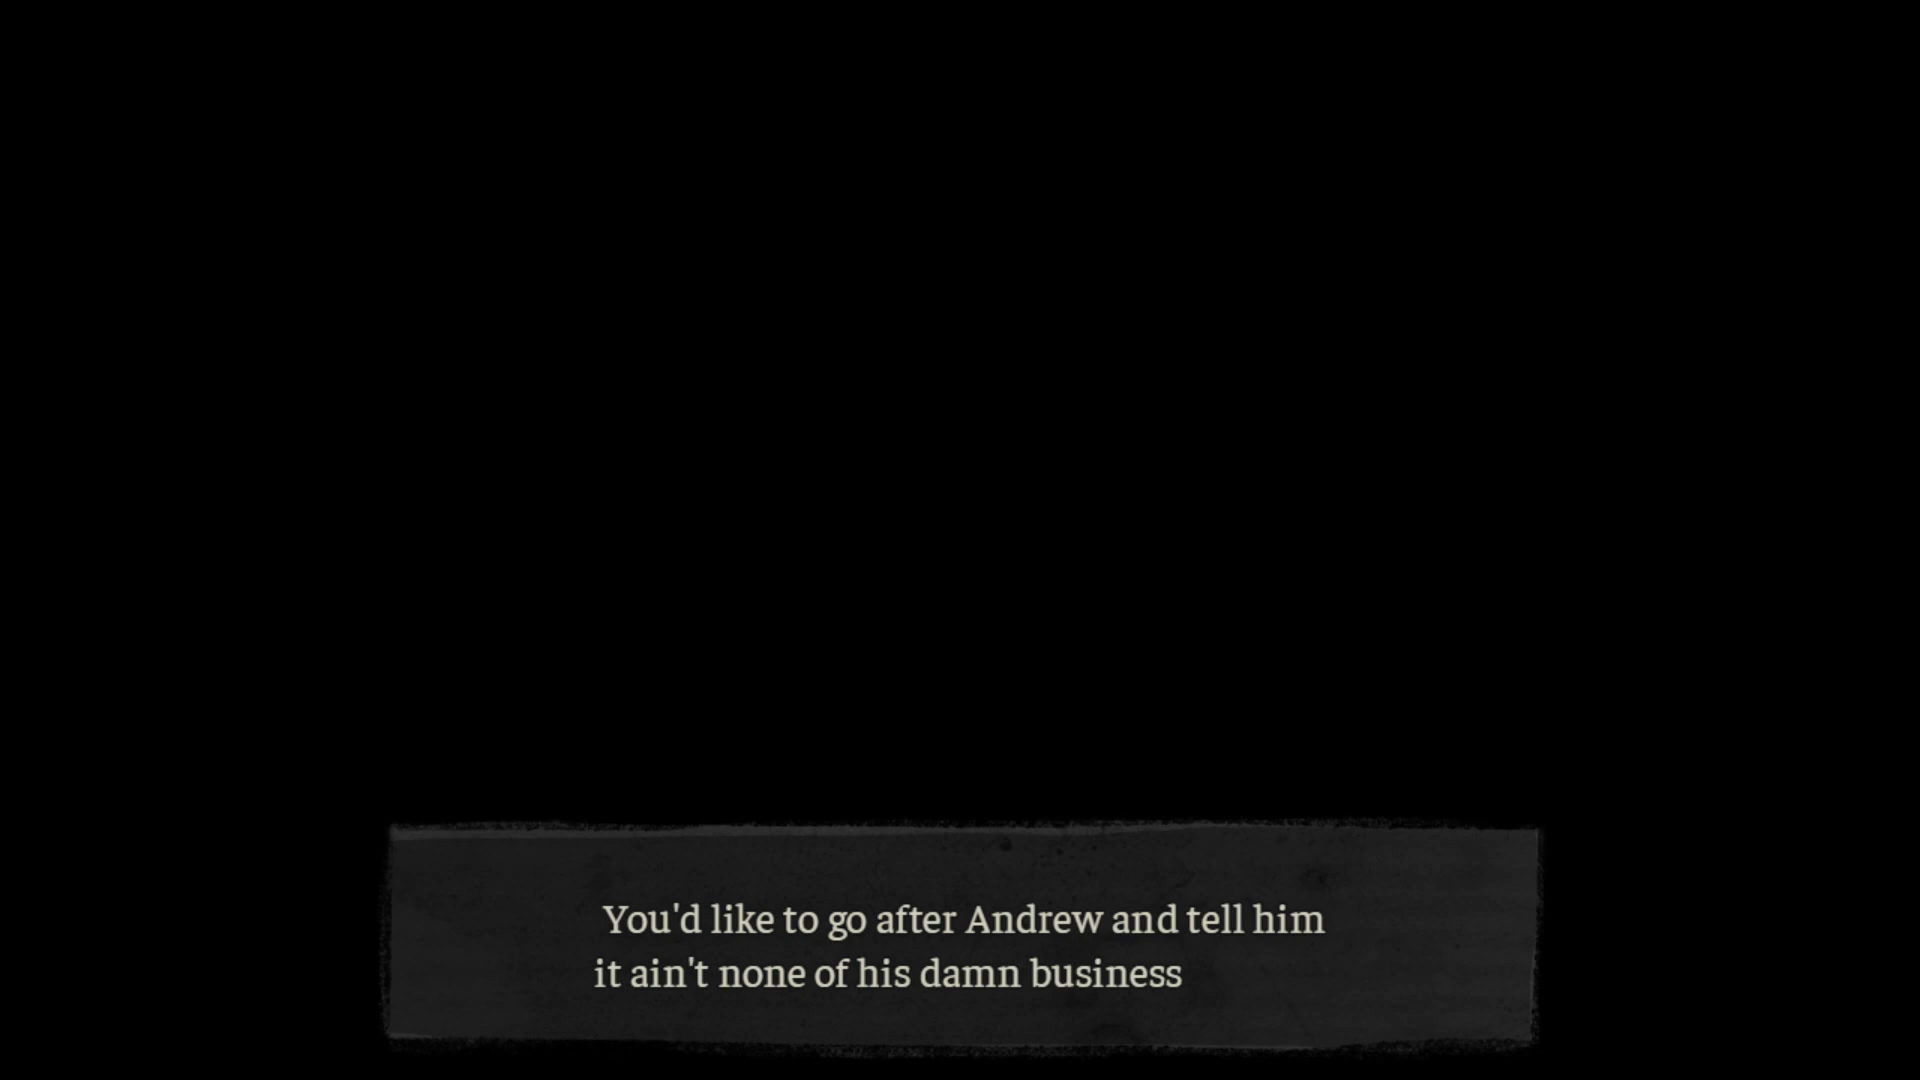 You'd like to go after Andrew and tell him
it ain't none of his damn business